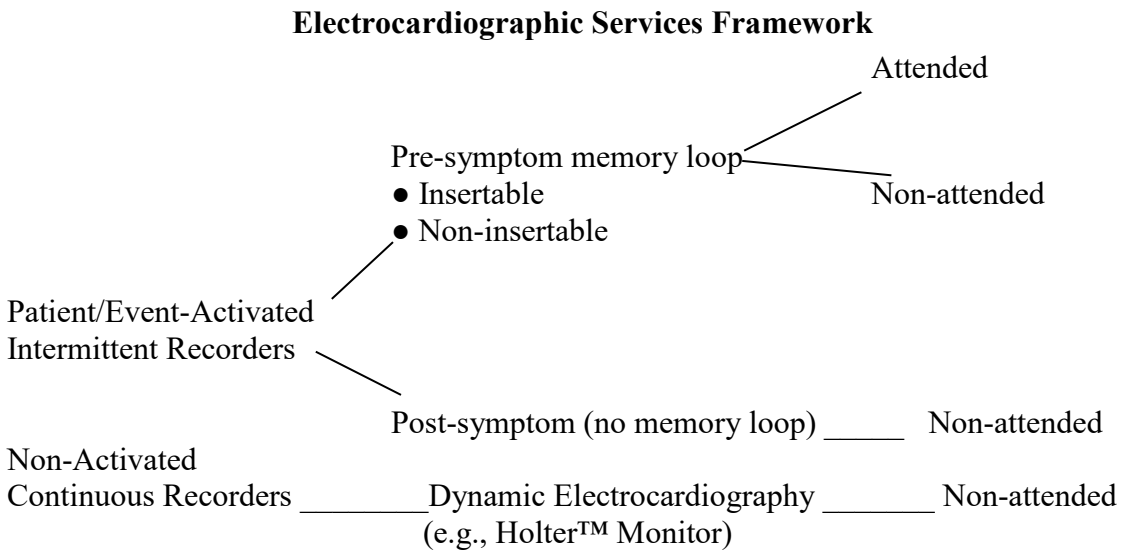 Electrocardiographic Services Framework
Attended
Pre-symptom memory loop
● Insertable
Non-attended
● Non-insertable
Patient/Event-Activated
Intermittent Recorders
Post-symptom (no memory loop) _____ Non-attended
Non-Activated
Continuous Recorders ________Dynamic Electrocardiography _______ Non-attended
(e.g., Holter™ Monitor)